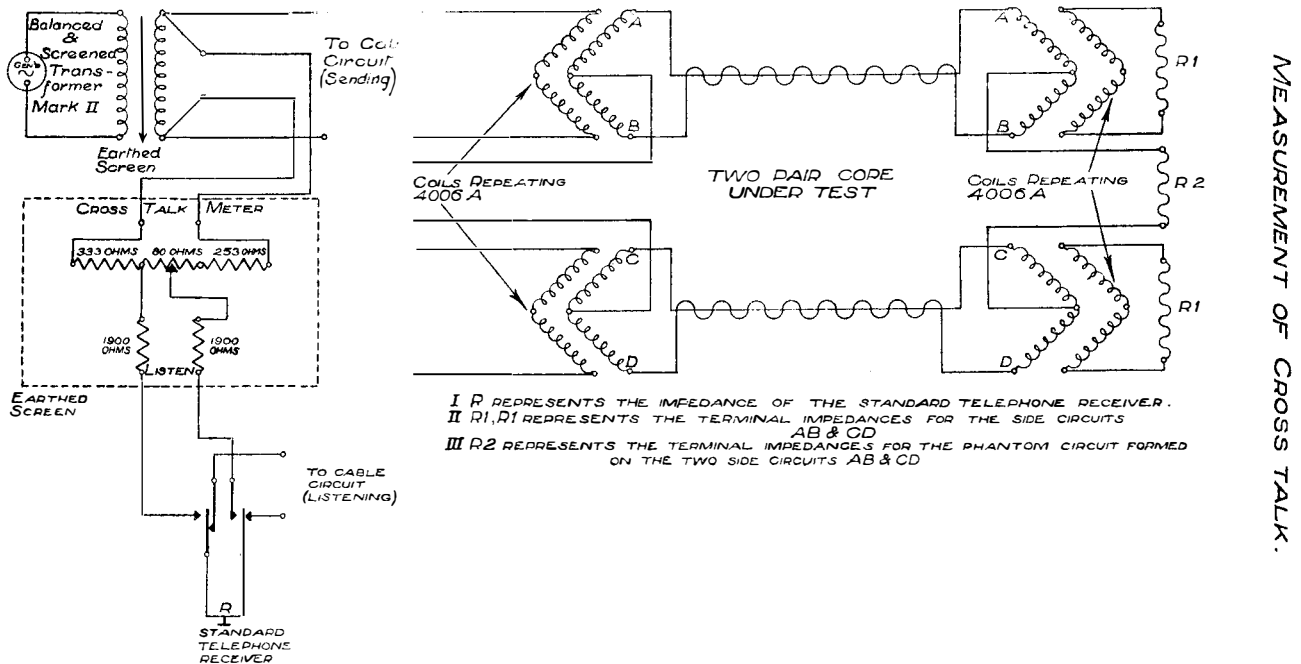 Balanced
& 
Screened
Trans-
former
Mark II
GEN'R
Earthed
Screen
To Cable
Circuit
(Sending)
CROSS TALK METER
333 OHMS 80 OHMS 253 OHMS
1900
OHMS
1900
OHMS
LISTEN
EARTHED
SCREEN
TO CABLE
CIRCUIT
(LISTENING)
R
STANDARD
TELEPHONE
RECEIVER
A
B
COILS REPEATING
4006 A
C
D
TWO PAIR CORE
UNDER TEST
A
B
COILS REPEATING
4006 A
C
D
R1
R2
R1
I R REPRESENTS THE IMPEDANCE OF THE STANDARD TELEPHONE RECEIVER.
II R1, R1 REPRESENTS THE TERMINAL IMPEDANCES FOR THE SIDE CIRCUITS
AB & CD
III R2 REPRESENTS THE TERMINAL IMPEDANCES FOR THE PHANTOM CIRCUIT FORMED
ON THE TWO SIDE CIRCUITS AB & CD
MEASUREMENT OF CROSS TALK.